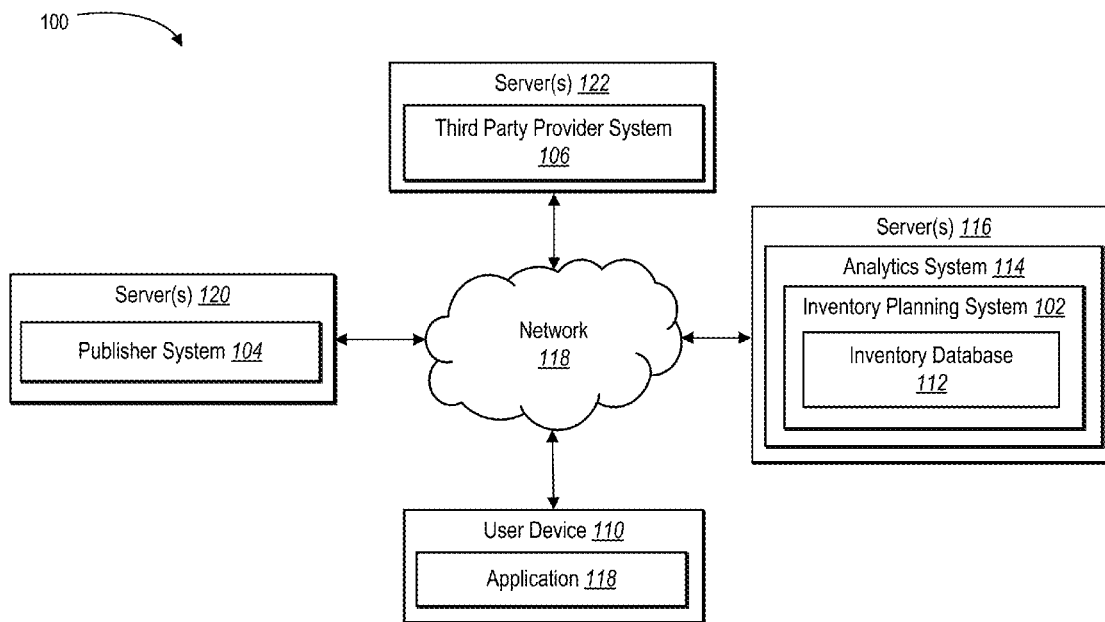 100
Server(s) 122
Third Party Provider System
106
Server(s) 116
Analytics System 114
Inventory Planning System 102
Inventory Database
112
Server(s) 120
Publisher System 104
Network
118
User Device 110
Application 118